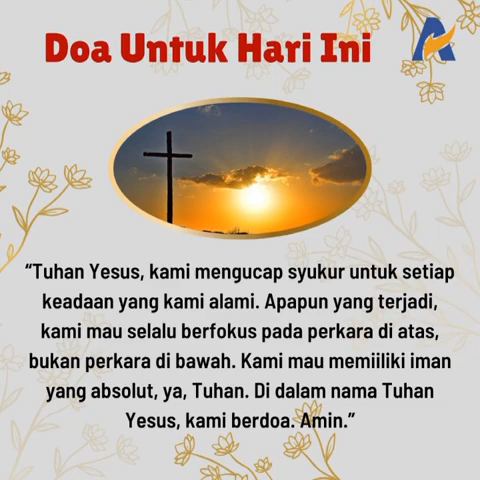 Doa Untuk Hari Ini
“Tuhan Yesus, kami mengucap syukur untuk setiap
keadaan yang kami alami. Apapun yang terjadi,
kami mau selalu berfokus pada perkara di atas,
bukan perkara di bawah. Kami mau memiiliki iman
yang absolut, ya, Tuhan. Di dalam nama Tuhan
Yesus, kami berdoa. Amin.”